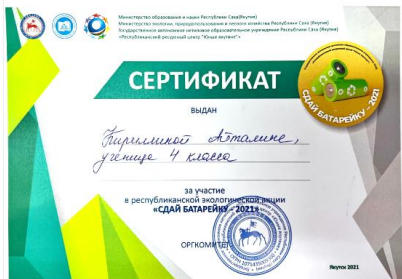 Министерство образования и науки Республики Саха (Якутия)
Министерство экологии, природопользования и лесного хозяйства Республики Саха (Якутия)
Государственное автономное нетиповое образовательное учреждение Республики Саха (Якутия)
«Республиканский ресурсный центр "Юные якутяне"»
СЕРТИФИКАТ
СДАЙ БАТАРЕЙКУ - 2021
ВЫДАН
Кириллиной Атталине,
ученице 4 класса
за участие
в республиканской экологической акции
«СДАЙ БАТАРЕЙКУ - 2021»
ОРГКОМИТЕТ
Якутск 2021